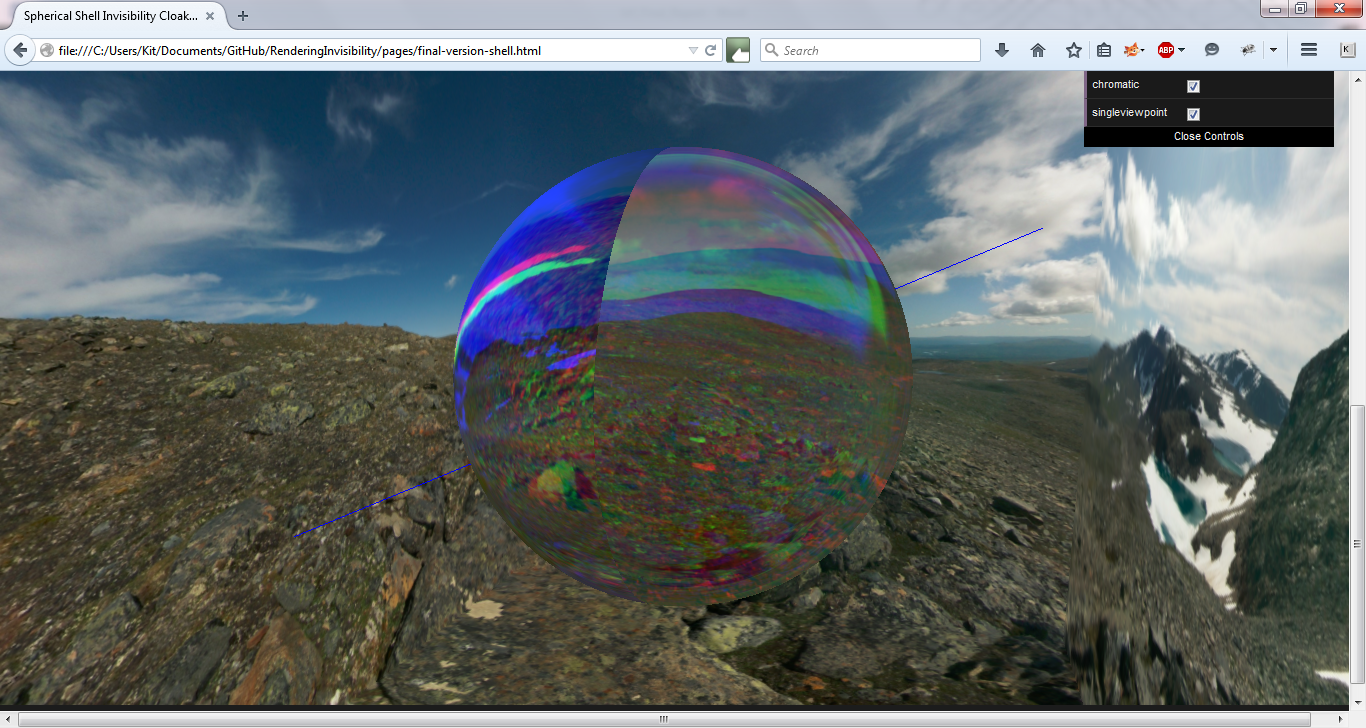 Spherical Shell Invisibility Cloak...
file:///C:/Users/Kit/Documents/GitHub/RenderingInvisibility/pages/final-version-shell.html
Search
ABP
K
chromatic
singleviewpoint
Close Controls